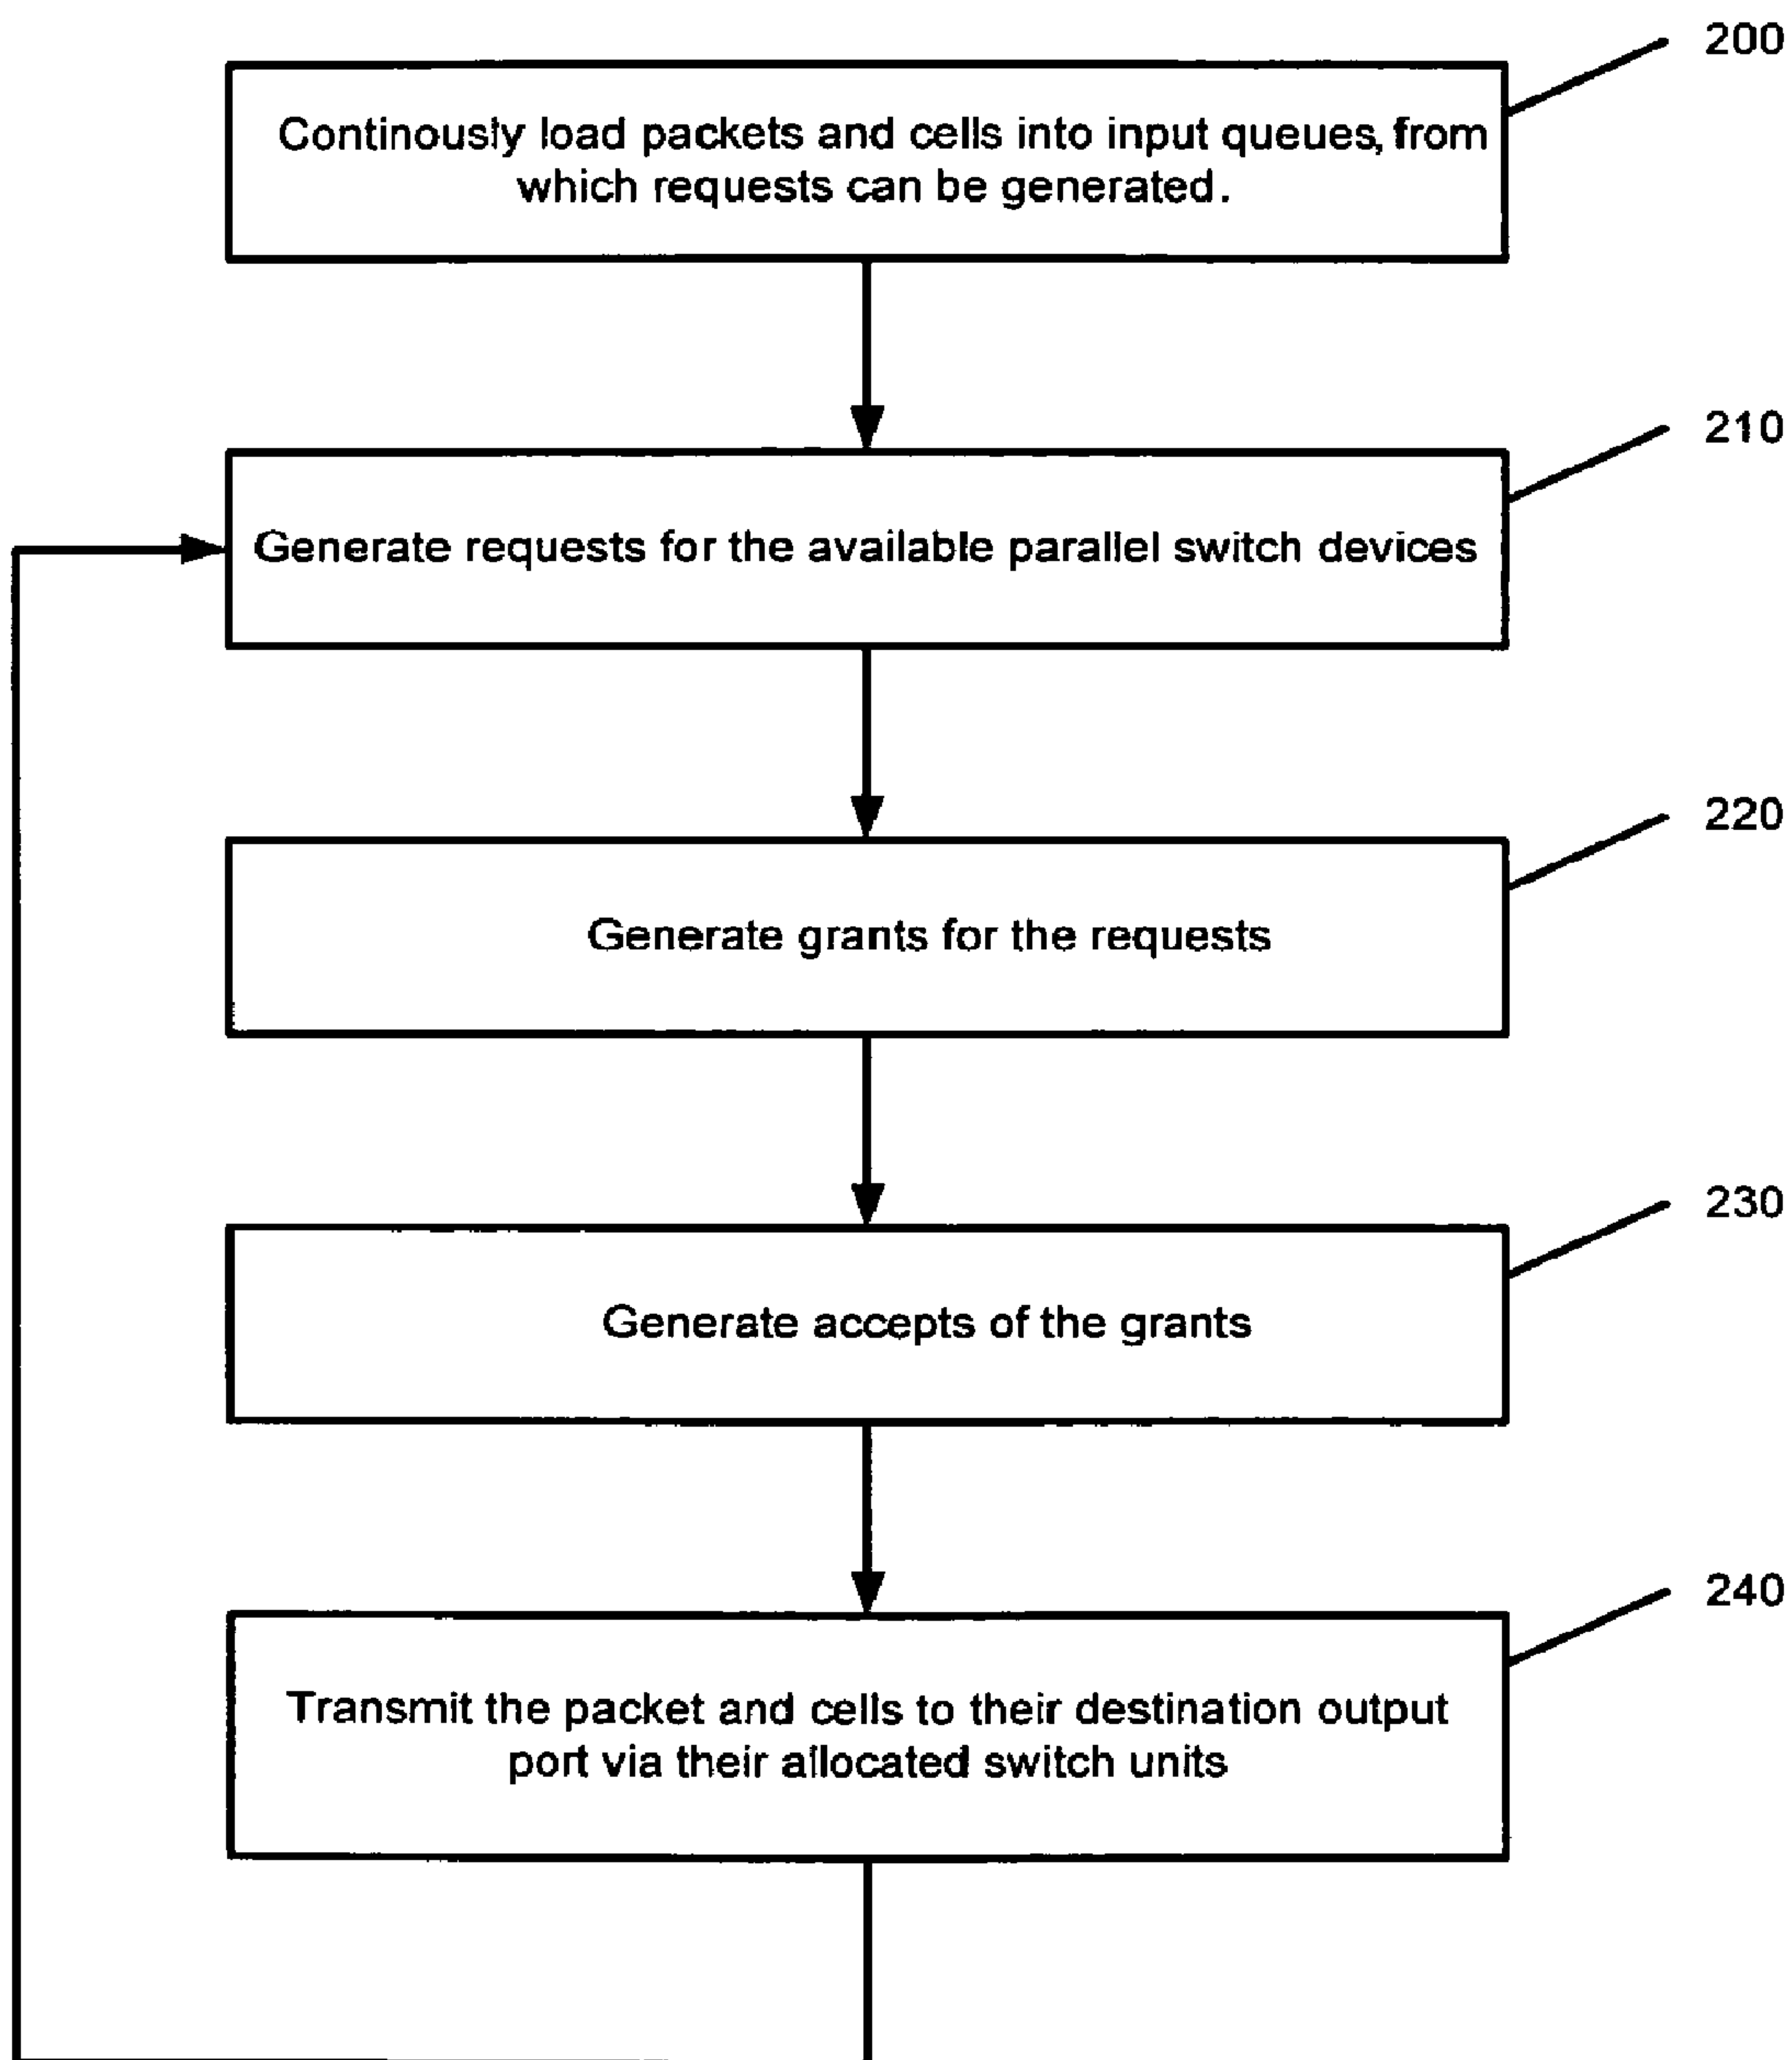 200
Continously load packets and cells into input queues, from
which requests can be generated.
210
Generate requests for the available parallel switch devices
220
Generate grants for the requests
230
Generate accepts of the grants
240
Transmit the packet and cells to their destination output
port via their allocated switch units